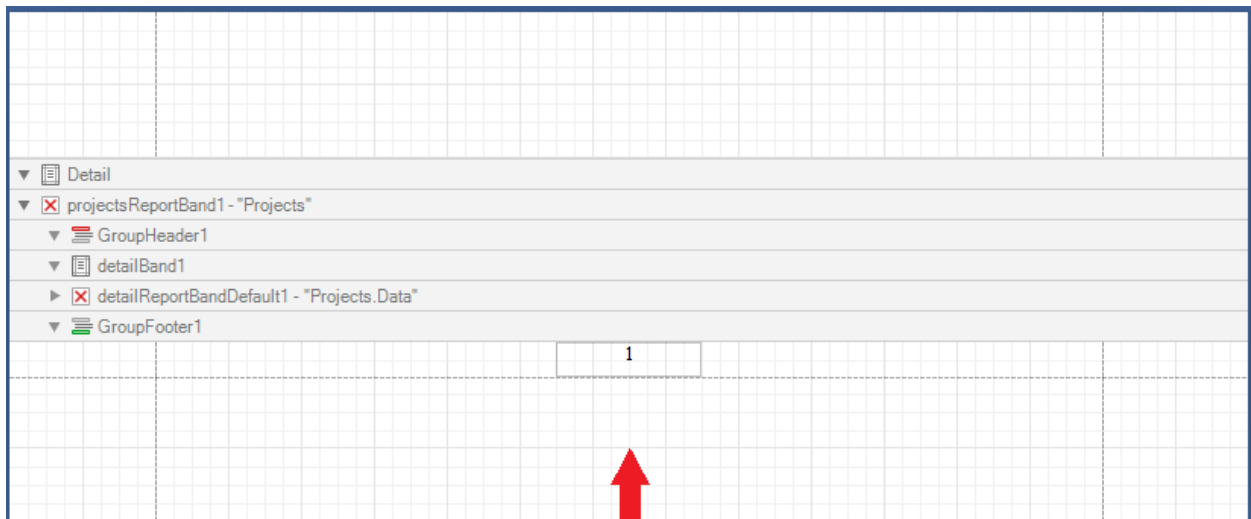 Detail
projectsReportBand1 - "Projects"
GroupHeader1
detailBand1
detailReportBandDefault1 - "Projects.Data"
GroupFooter1
1